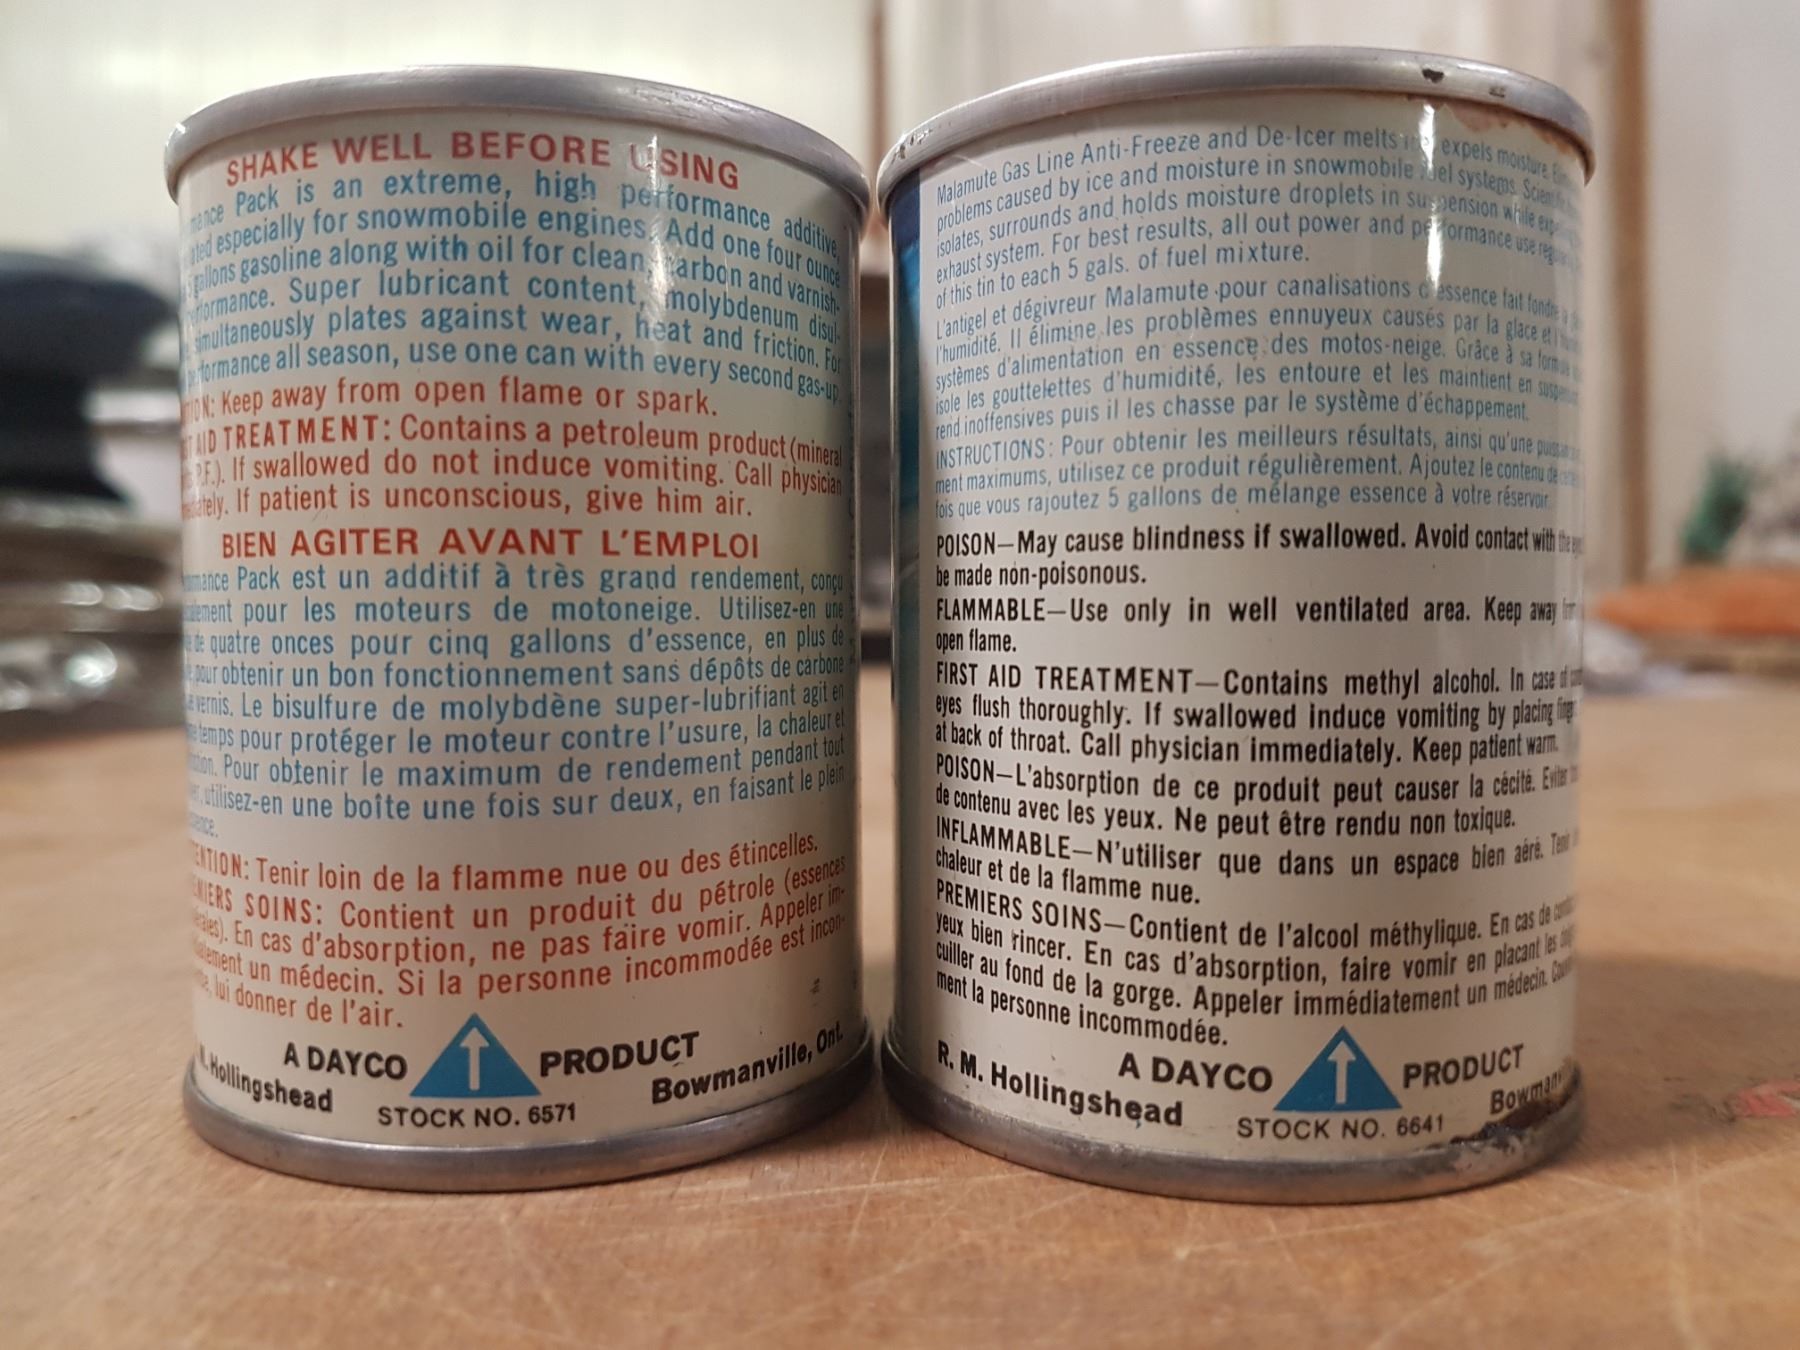 SHAKE WELL BEFORE USING
Pack is an extreme, high performance additive,
especially for snowmobile engines. Add one four ounce
gallons gasoline along with oil for clean, carbon and varnish-
Super lubricant content, molybdenum disul-
simultaneously plates against wear, heat and friction. For
all season, use one can with every second gas-up.
Keep away from open flame or spark.
AID TREATMENT: Contains a petroleum product (mineral
P.F.). If swallowed do not induce vomiting. Call physician
If patient is unconscious, give him air.
BIEN AGITER AVANT L'EMPLOI
Pack est un additif à très grand rendement, conçu
pour les moteurs de motoneige. Utilisez-en une
de quatre onces pour cinq gallons d'essence, en plus de
pour obtenir un bon fonctionnement sans dépôts de carbone
vernis. Le bisulfure de molybdène super-lubrifiant agit en
temps pour protéger le moteur contre l'usure, la chaleur et
Pour obtenir le maximum de rendement pendant tout
utilisez-en une boîte une fois sur deux, en faisant le plein
Tenir loin de la flamme nue ou des étincelles.
SOINS: Contient un produit du pétrole (essences
En cas d'absorption, ne pas faire vomir. Appeler im-
un médecin. Si la personne incommodée est incon-
lui donner de l'air.
A DAYCO PRODUCT
Hollingshead Bowmanville, Ont.
STOCK NO. 6571
Malamute Gas Line Anti-Freeze and De-Icer melts expels moisture.
problems caused by ice and moisture in snowmobile fuel systems.
isolates, surrounds and holds moisture droplets in suspension while
exhaust system. For best results, all out power and performance use
of this tin to each 5 gals. of fuel mixture.
L'antigel et dégivreur Malamute pour canalisations d'essence fait fondre
l'humidité. Il élimine les problèmes ennuyeux causés par la glace et
systèmes d'alimentation en essence des motos-neige. Grâce à sa
isole les gouttelettes d'humidité, les entoure et les maintient en
rend inoffensives puis il les chasse par le système d'échappement.
INSTRUCTIONS: Pour obtenir les meilleurs résultats, ainsi qu'une
ment maximums, utilisez ce produit régulièrement. Ajoutez le contenu de
fois que vous rajoutez 5 gallons de mélange essence à votre réservoir.
POISON—May cause blindness if swallowed. Avoid contact with
be made non-poisonous.
FLAMMABLE—Use only in well ventilated area. Keep away
open flame.
FIRST AID TREATMENT—Contains methyl alcohol. In case of
eyes flush thoroughly. If swallowed induce vomiting by placing
at back of throat. Call physician immediately. Keep patient warm.
POISON—L'absorption de ce produit peut causer la cécité. Eviter
de contenu avec les yeux. Ne peut être rendu non toxique.
INFLAMMABLE—N'utiliser que dans un espace bien aéré.
chaleur et de la flamme nue.
PREMIERS SOINS—Contient de l'alcool méthylique. En cas de
yeux bien rincer. En cas d'absorption, faire vomir en placant les
cuiller au fond de la gorge. Appeler immédiatement un médecin.
ment la personne incommodée.
A DAYCO PRODUCT
R. M. Hollingshead
STOCK NO. 6641